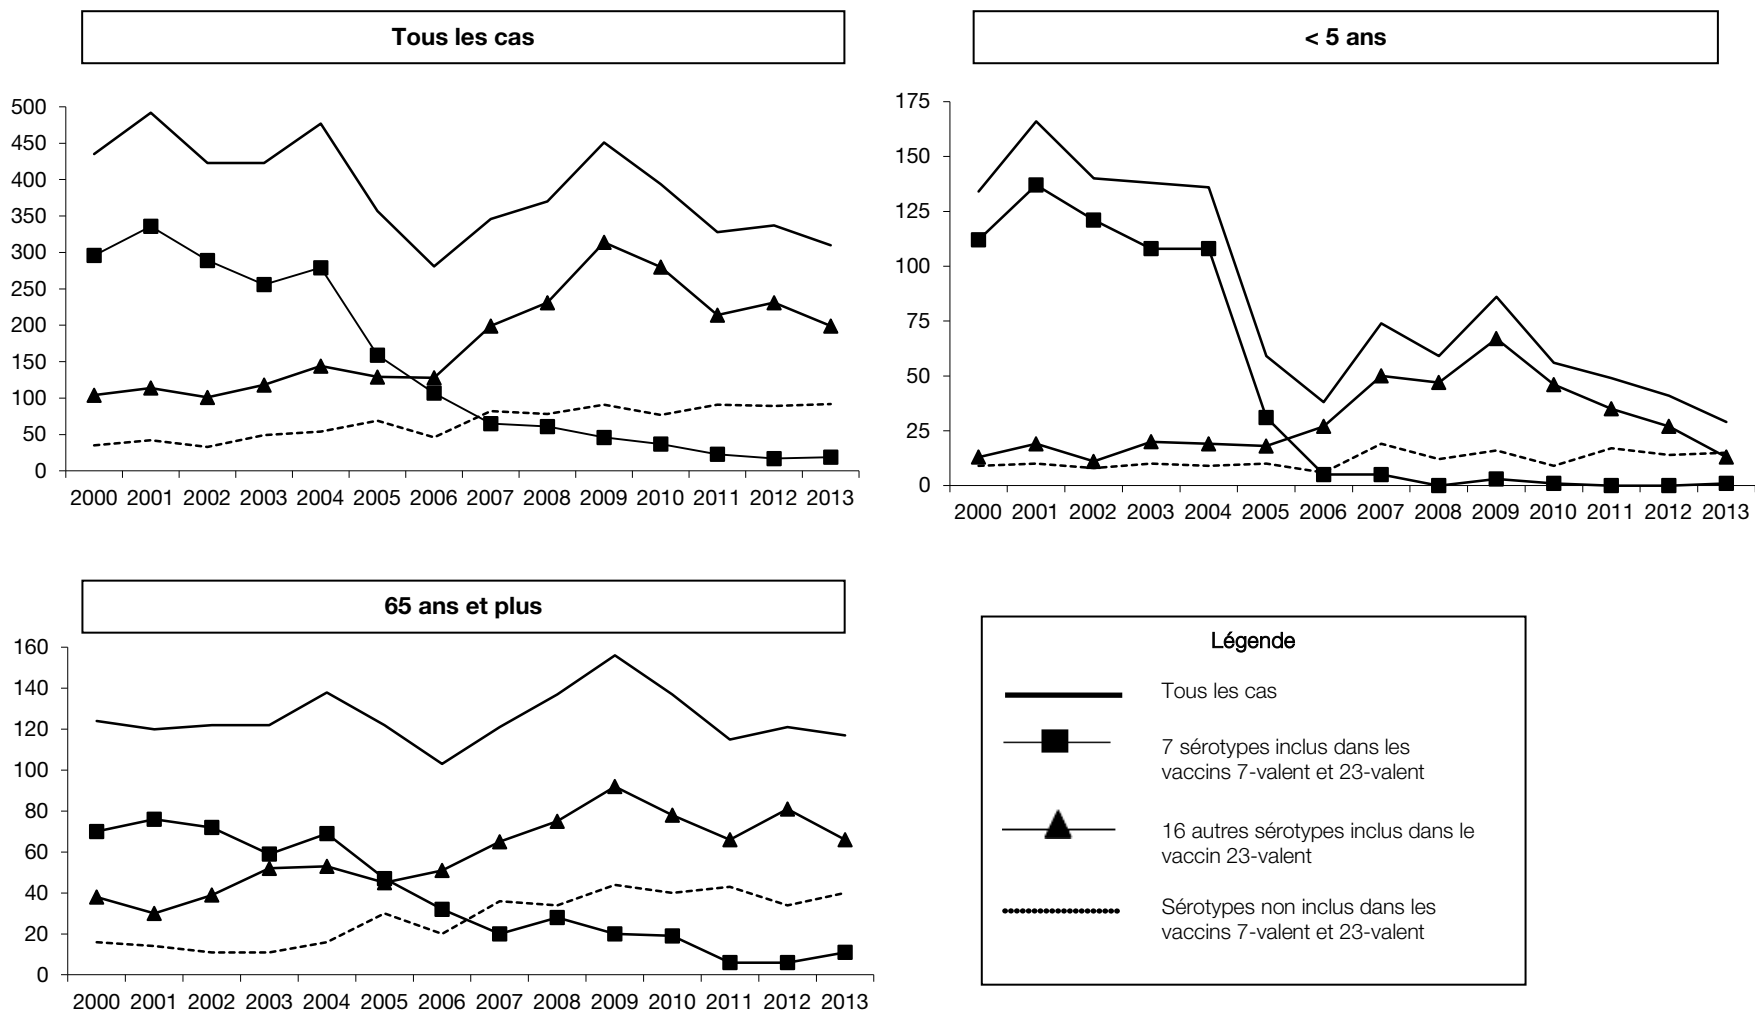 Tous les cas
500
450
400
350
300
250
200
150
100
50
0
2000 2001 2002 2003 2004 2005 2006 2007 2008 2009 2010 2011 2012 2013
< 5 ans
175
150
125
100
75
50
25
0
2000 2001 2002 2003 2004 2005 2006 2007 2008 2009 2010 2011 2012 2013
65 ans et plus
160
140
120
100
80
60
40
20
0
2000 2001 2002 2003 2004 2005 2006 2007 2008 2009 2010 2011 2012 2013
Légende
Tous les cas
7 sérotypes inclus dans les
vaccins 7-valent et 23-valent
16 autres sérotypes inclus dans le
vaccin 23-valent
Sérotypes non inclus dans les
vaccins 7-valent et 23-valent